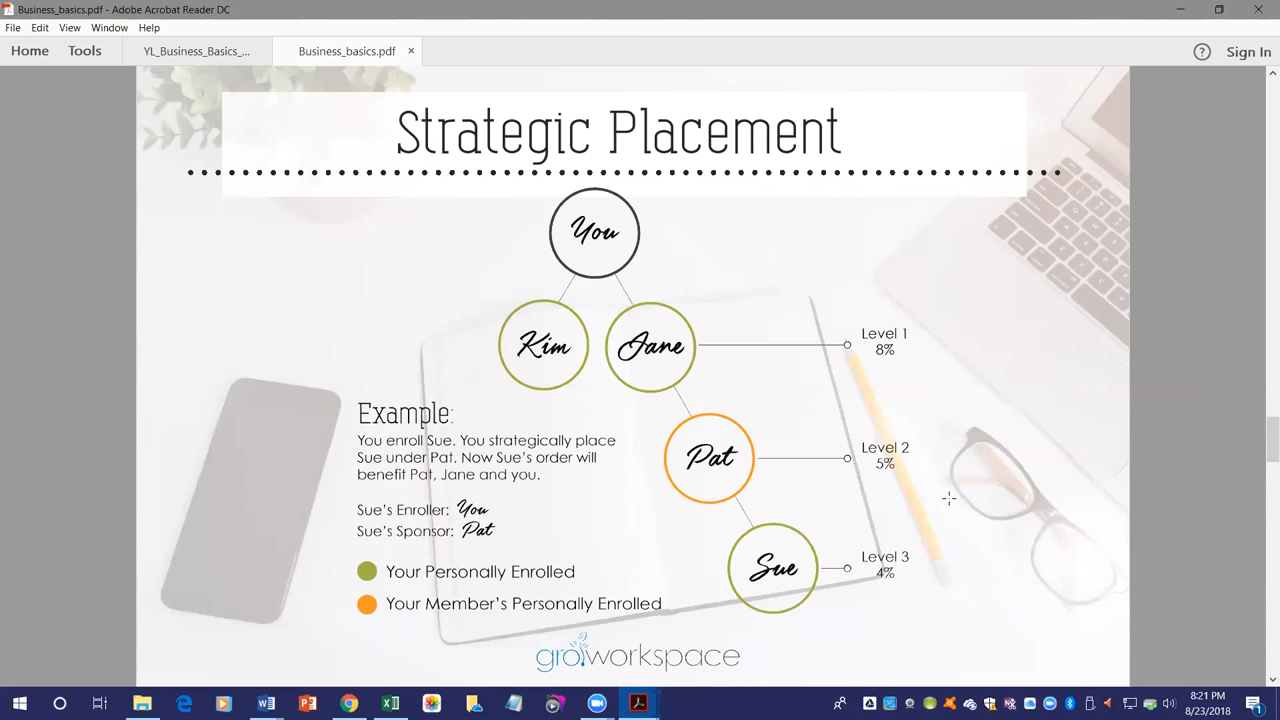 Business_basics.pdf - Adobe Acrobat Reader DC
File Edit View Window Help
Home Tools YL_Business_Basics_... Business_basics.pdf × ? Sign In
Strategic Placement
You
Kim
Jane
Level 1
8%
Pat
Level 2
5%
Sue
Level 3
4%
Example:
You enroll Sue. You strategically place
Sue under Pat. Now Sue's order will
benefit Pat, Jane and you.
Sue's Enroller: You
Sue's Sponsor: Pat
Your Personally Enrolled
Your Member's Personally Enrolled
groworkspace
8:21 PM
8/23/2018